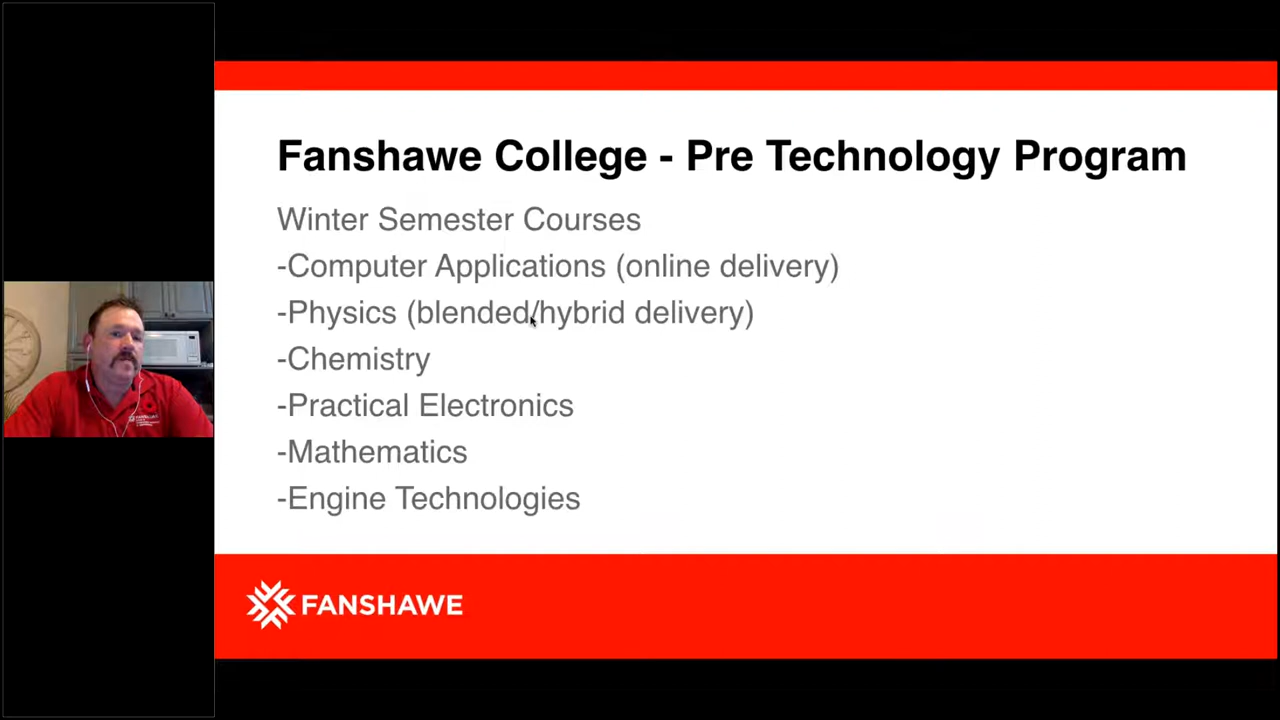 Fanshawe College - Pre Technology Program
Winter Semester Courses
-Computer Applications (online delivery)
-Physics (blended/hybrid delivery)
-Chemistry
-Practical Electronics
-Mathematics
-Engine Technologies
FANSHAWE